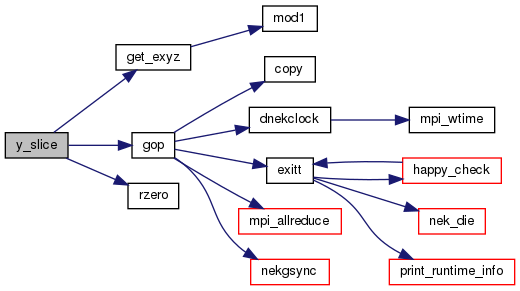 mod1
get_exyz
copy
dnekclock
mpi_wtime
y_slice
gop
exitt
happy_check
rzero
mpi_allreduce
nek_die
nekgsync
print_runtime_info